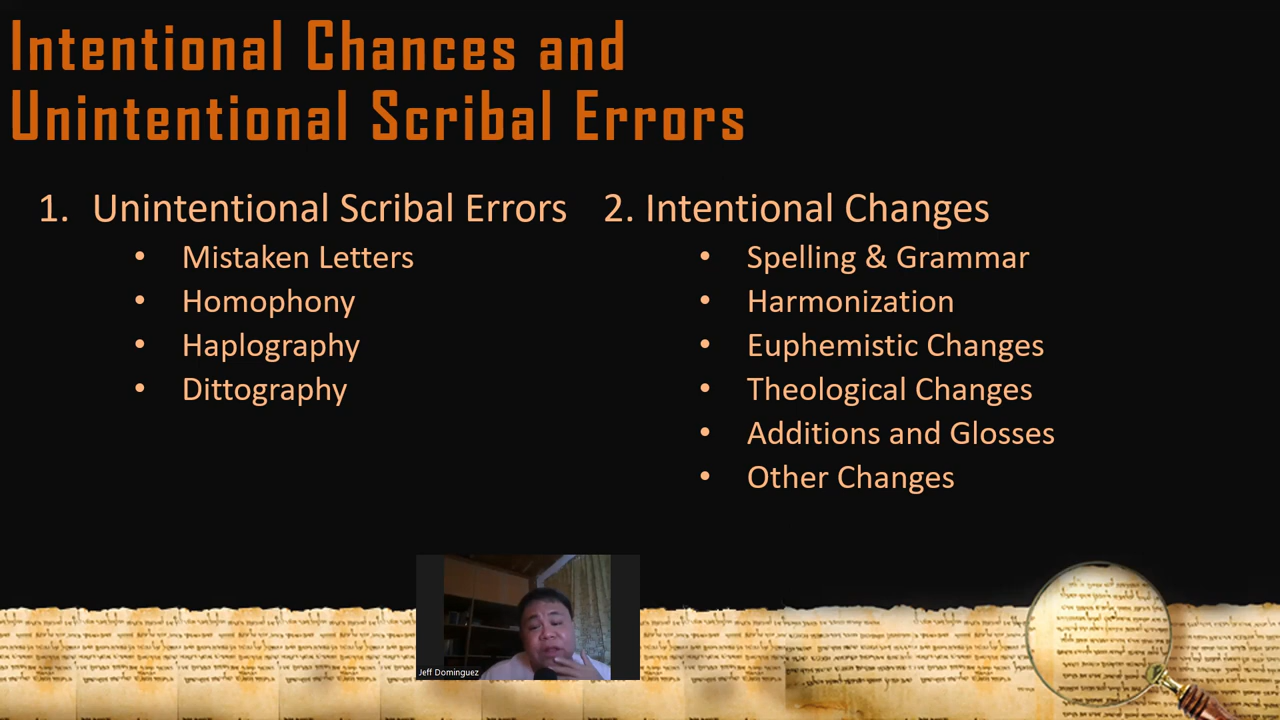 Intentional Chances and
Unintentional Scribal Errors
1. Unintentional Scribal Errors
• Mistaken Letters
• Homophony
• Haplography
• Dittography
2. Intentional Changes
• Spelling & Grammar
• Harmonization
• Euphemistic Changes
• Theological Changes
• Additions and Glosses
• Other Changes
Jeff Dominguez